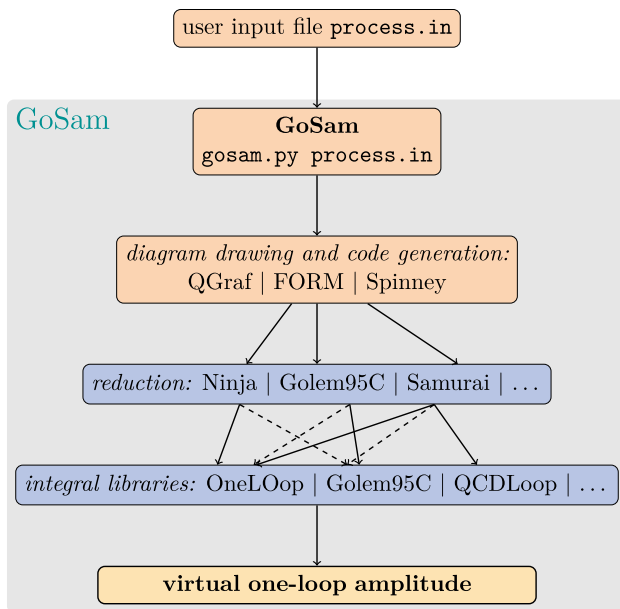 user input file process.in
GoSam
GoSam
gosam.py process.in
diagram drawing and code generation:
QGraf | FORM | Spinney
reduction: Ninja | Golem95C | Samurai | ...
integral libraries: OneLOop | Golem95C | QCDLoop | ...
virtual one-loop amplitude